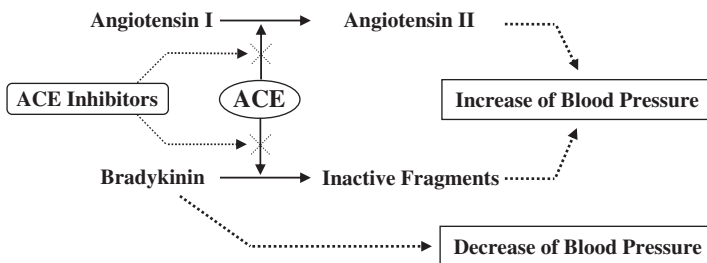 Angiotensin I
Angiotensin II
ACE Inhibitors
ACE
Increase of Blood Pressure
Bradykinin
Inactive Fragments
Decrease of Blood Pressure